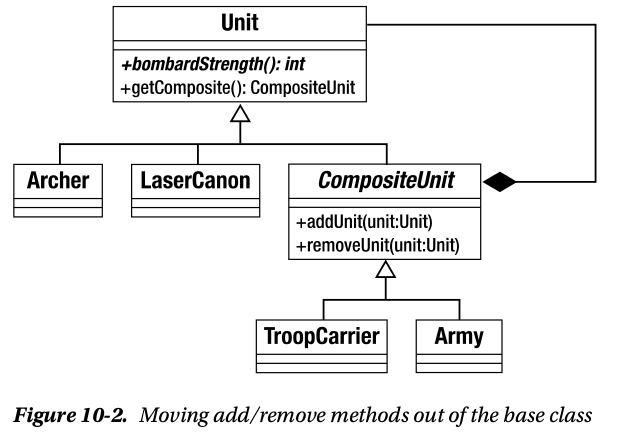 Unit
+bombardStrength(): int
+getComposite(): CompositeUnit
Archer
LaserCanon
CompositeUnit
+addUnit(unit:Unit)
+removeUnit(unit:Unit)
TroopCarrier
Army
Figure 10-2. Moving add/remove methods out of the base class